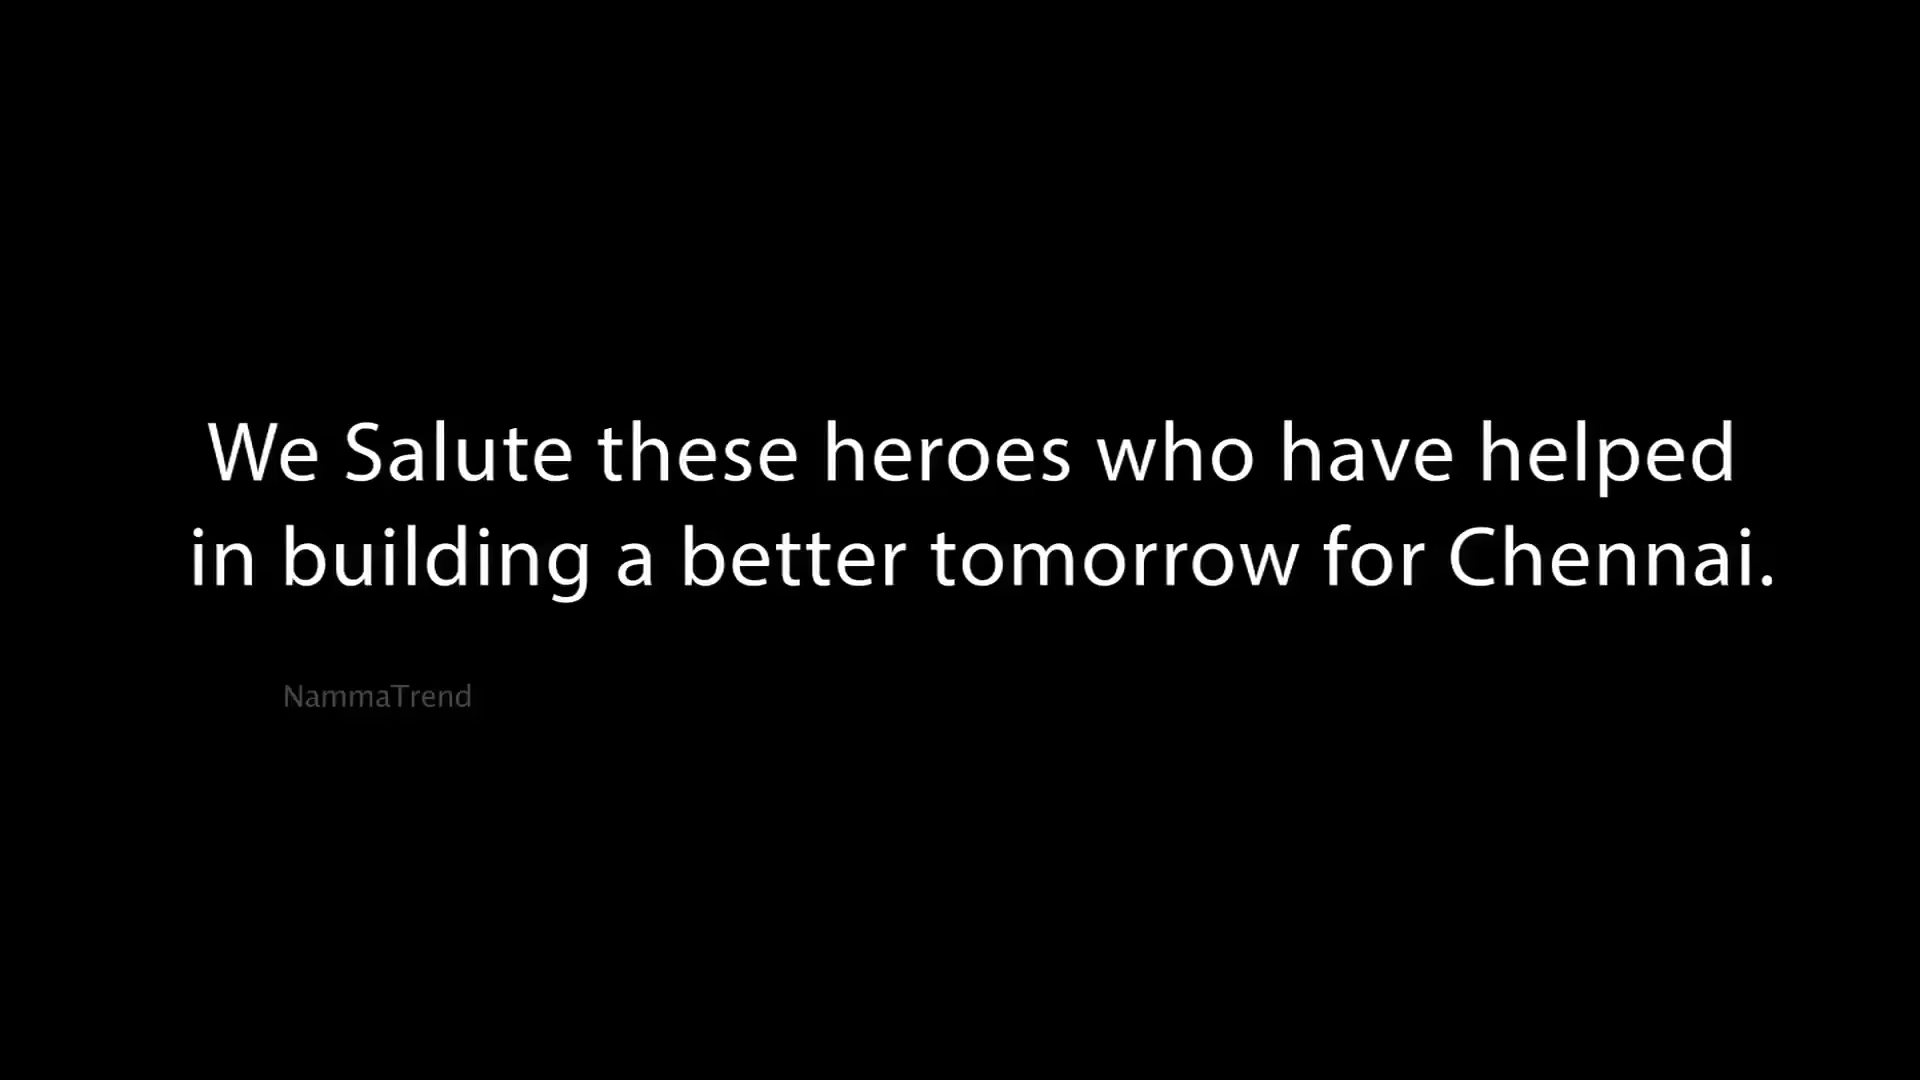 We Salute these heroes who have helped
in building a better tomorrow for Chennai.
NammaTrend